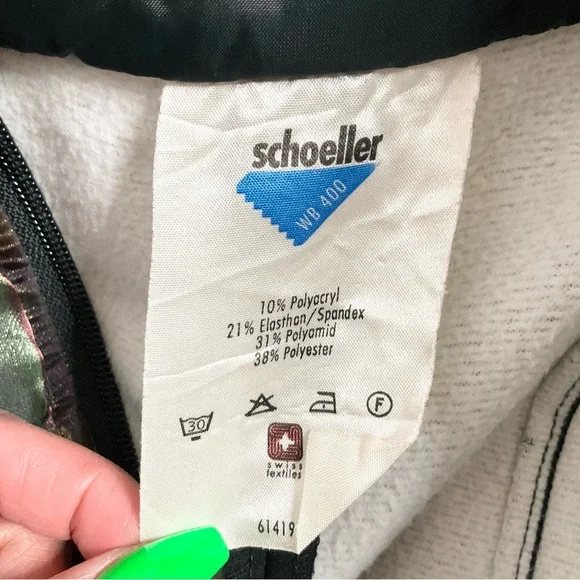 schoeller
WB 400
10% Polyacryl
21% Elasthan/Spandex
31% Polyamid
38% Polyester
30
F
swiss
textiles
61419